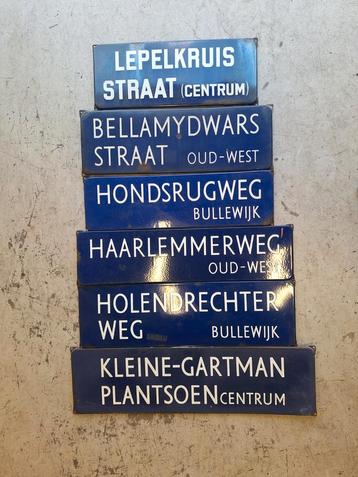 LEPELKRUIS
STRAAT (CENTRUM)
BELLAMYDWARS
STRAAT OUD-WEST
HONDSRUGWEG
BULLEWIJK
HAARLEMMERWEG
OUD-WEST
HOLENDRECHTER
WEG BULLEWIJK
KLEINE-GARTMAN
PLANTSOEN CENTRUM